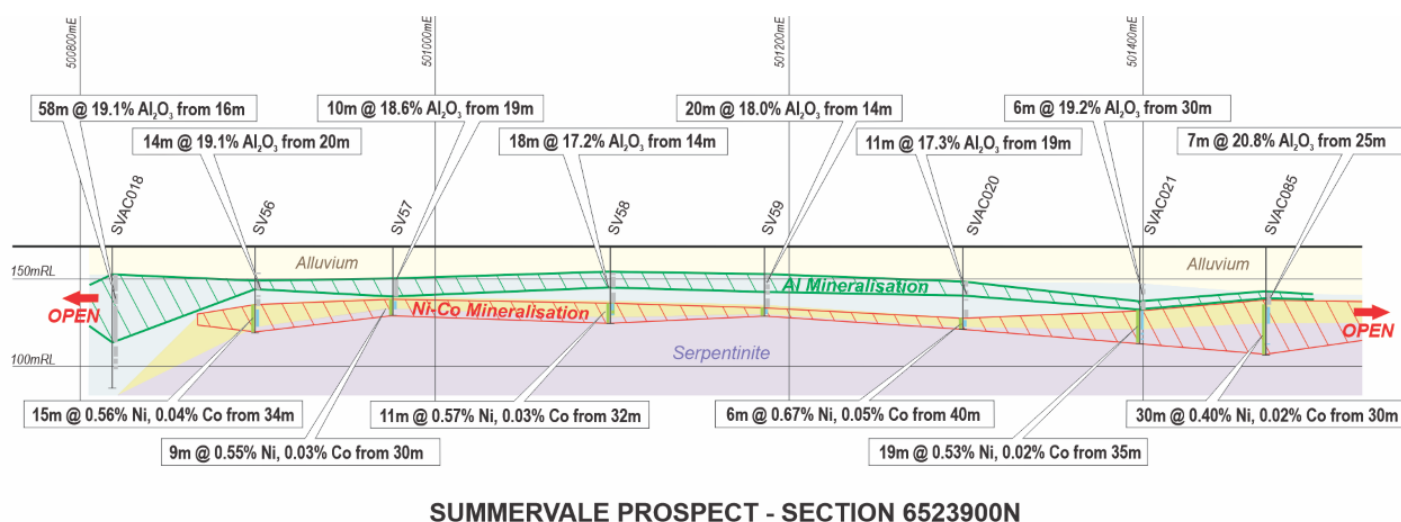 500800mE
501000mE
501200mE
501400mE
58m @ 19.1% Al₂O₃ from 16m
10m @ 18.6% Al₂O₃ from 19m
20m @ 18.0% Al₂O₃ from 14m
6m @ 19.2% Al₂O₃ from 30m
14m @ 19.1% Al₂O₃ from 20m
18m @ 17.2% Al₂O₃ from 14m
11m @ 17.3% Al₂O₃ from 19m
7m @ 20.8% Al₂O₃ from 25m
SVAC018
SV56
SV57
SV58
SV59
SVAC020
SVAC021
SVAC085
Alluvium
Alluvium
150mRL
Al Mineralisation
OPEN
Ni-Co Mineralisation
OPEN
Serpentinite
100mRL
15m @ 0.56% Ni, 0.04% Co from 34m
11m @ 0.57% Ni, 0.03% Co from 32m
6m @ 0.67% Ni, 0.05% Co from 40m
30m @ 0.40% Ni, 0.02% Co from 30m
9m @ 0.55% Ni, 0.03% Co from 30m
19m @ 0.53% Ni, 0.02% Co from 35m
SUMMERVALE PROSPECT - SECTION 6523900N